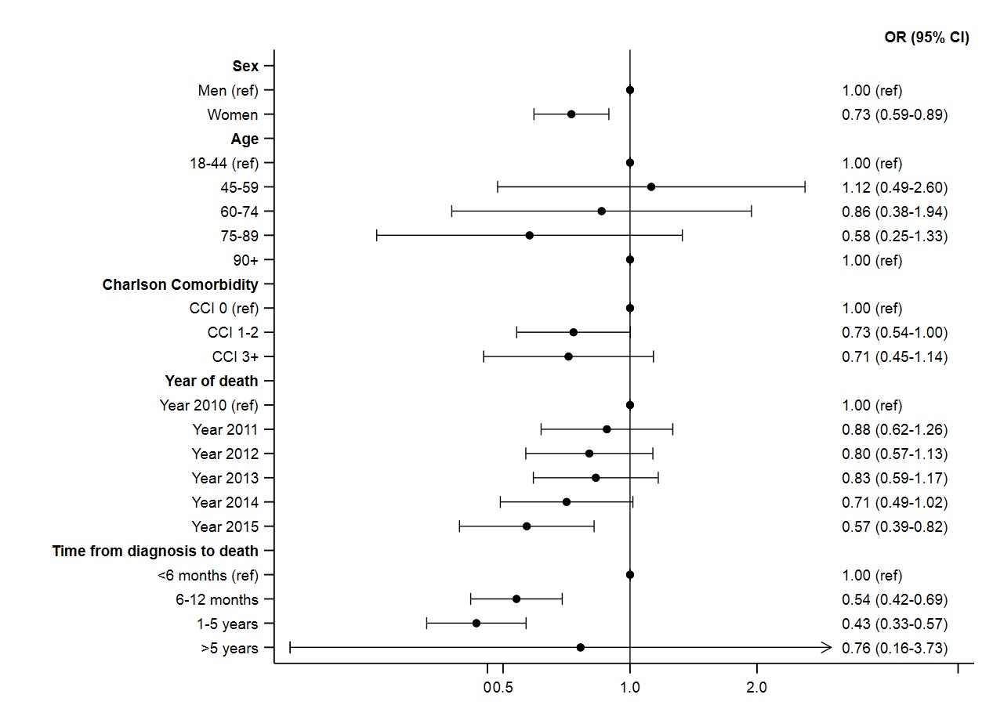 OR (95% CI)
Sex
Men (ref) 1.00 (ref)
Women 0.73 (0.59-0.89)
Age
18-44 (ref) 1.00 (ref)
45-59 1.12 (0.49-2.60)
60-74 0.86 (0.38-1.94)
75-89 0.58 (0.25-1.33)
90+ 1.00 (ref)
Charlson Comorbidity
CCI 0 (ref) 1.00 (ref)
CCI 1-2 0.73 (0.54-1.00)
CCI 3+ 0.71 (0.45-1.14)
Year of death
Year 2010 (ref) 1.00 (ref)
Year 2011 0.88 (0.62-1.26)
Year 2012 0.80 (0.57-1.13)
Year 2013 0.83 (0.59-1.17)
Year 2014 0.71 (0.49-1.02)
Year 2015 0.57 (0.39-0.82)
Time from diagnosis to death
<6 months (ref) 1.00 (ref)
6-12 months 0.54 (0.42-0.69)
1-5 years 0.43 (0.33-0.57)
>5 years 0.76 (0.16-3.73)
00.5 1.0 2.0